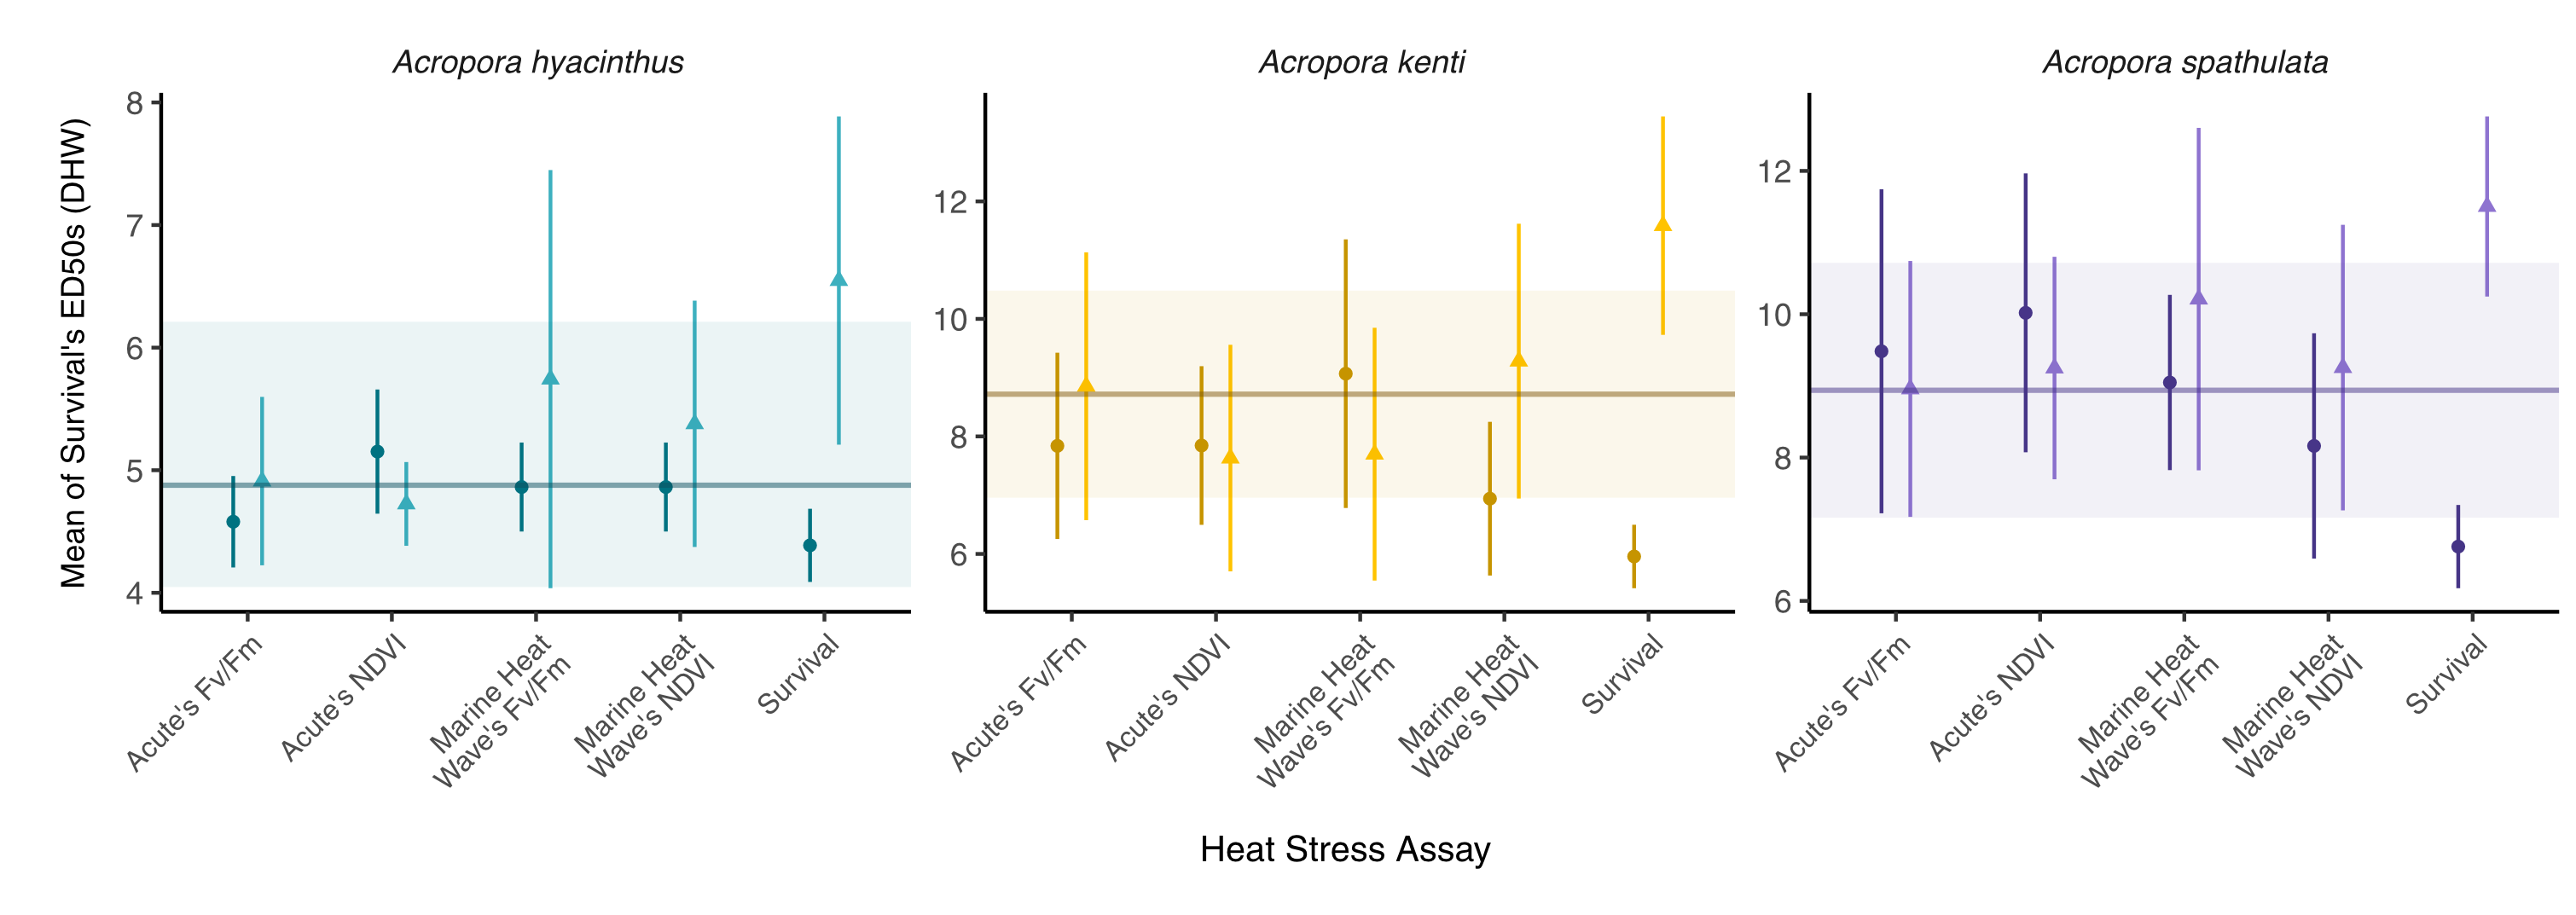 Acropora hyacinthus
Acropora kenti
Acropora spathulata
Mean of Survival's ED50s (DHW)
8
7
6
5
4
12
10
8
6
12
10
8
6
Acute's Fv/Fm
Acute's NDVI
Marine Heat
Wave's Fv/Fm
Marine Heat
Wave's NDVI
Survival
Acute's Fv/Fm
Acute's NDVI
Marine Heat
Wave's Fv/Fm
Marine Heat
Wave's NDVI
Survival
Acute's Fv/Fm
Acute's NDVI
Marine Heat
Wave's Fv/Fm
Marine Heat
Wave's NDVI
Survival
Heat Stress Assay